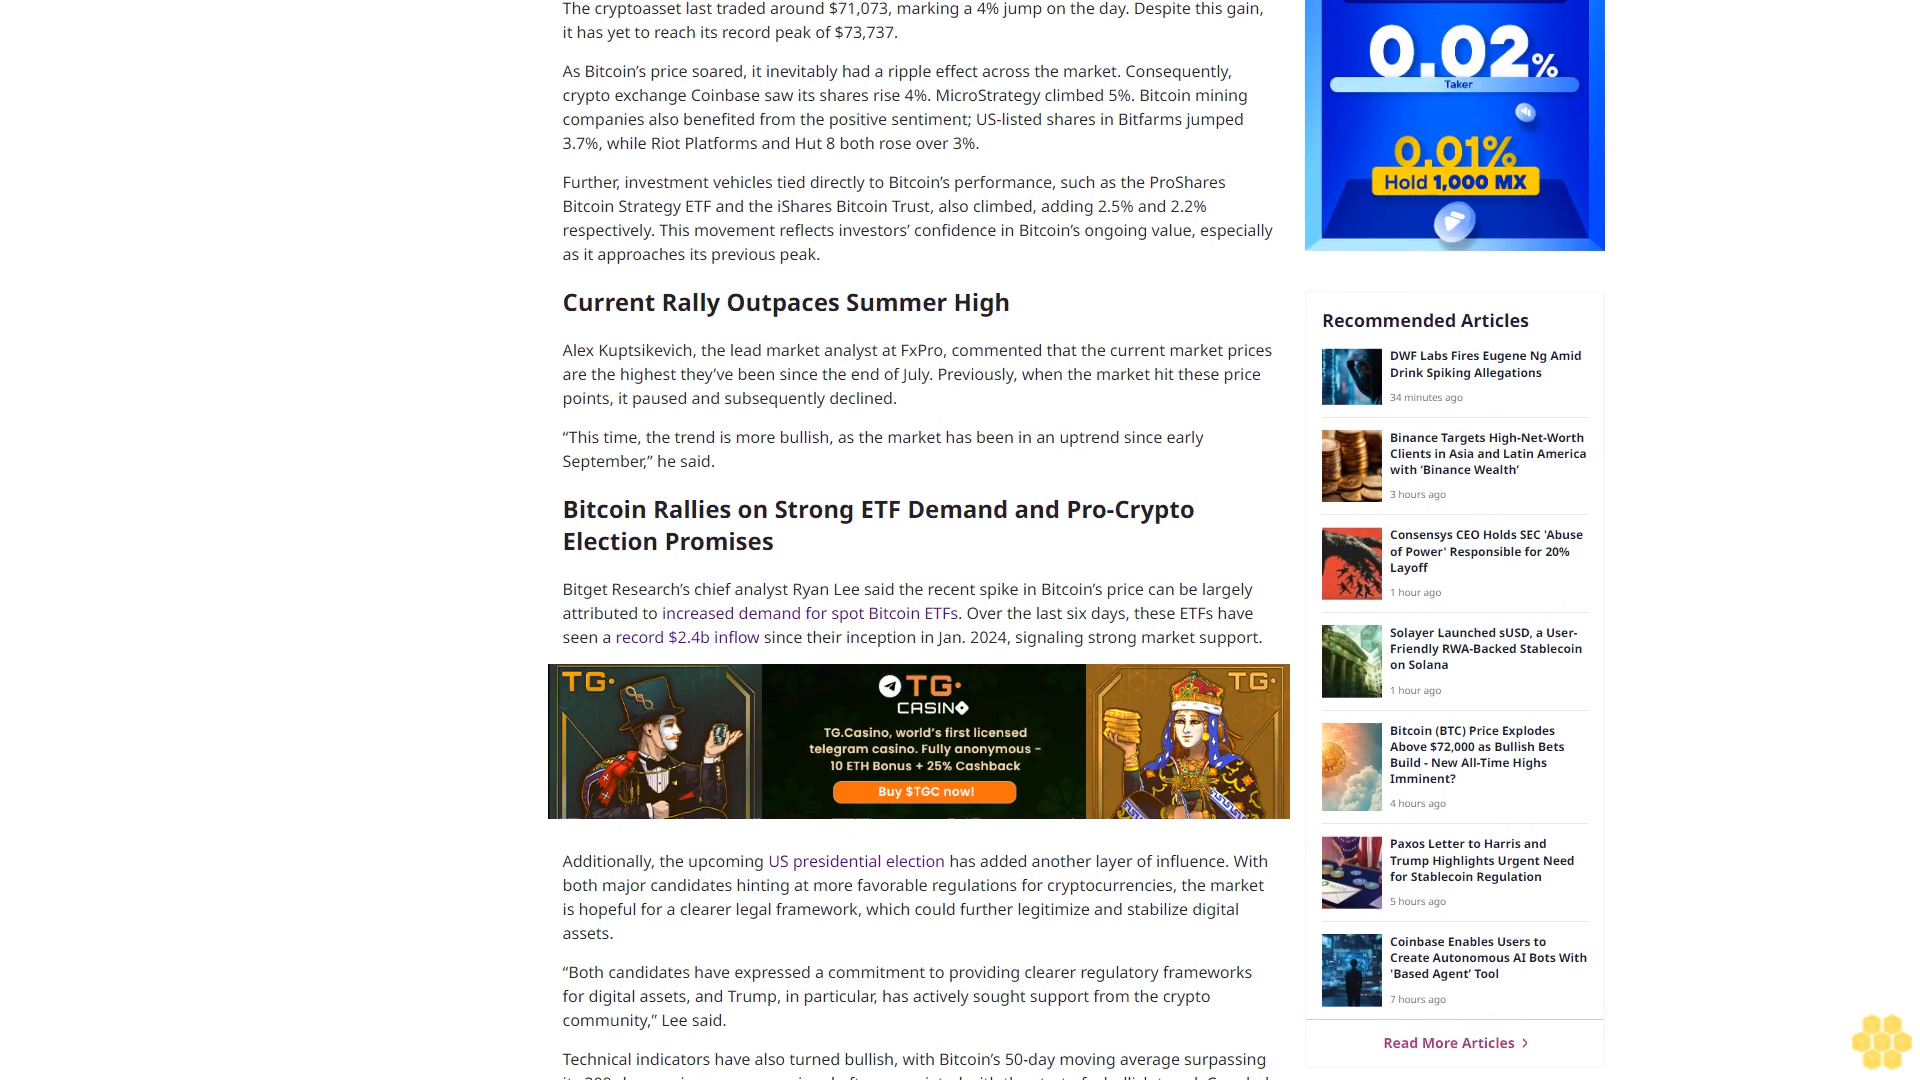 The cryptoasset last traded around $71,073, marking a 4% jump on the day. Despite this gain,
it has yet to reach its record peak of $73,737.
As Bitcoin’s price soared, it inevitably had a ripple effect across the market. Consequently,
crypto exchange Coinbase saw its shares rise 4%. MicroStrategy climbed 5%. Bitcoin mining
companies also benefited from the positive sentiment; US-listed shares in Bitfarms jumped
3.7%, while Riot Platforms and Hut 8 both rose over 3%.
Further, investment vehicles tied directly to Bitcoin’s performance, such as the ProShares
Bitcoin Strategy ETF and the iShares Bitcoin Trust, also climbed, adding 2.5% and 2.2%
respectively. This movement reflects investors’ confidence in Bitcoin’s ongoing value, especially
as it approaches its previous peak.
Current Rally Outpaces Summer High
Alex Kuptsikevich, the lead market analyst at FxPro, commented that the current market prices
are the highest they’ve been since the end of July. Previously, when the market hit these price
points, it paused and subsequently declined.
“This time, the trend is more bullish, as the market has been in an uptrend since early
September,” he said.
Bitcoin Rallies on Strong ETF Demand and Pro-Crypto
Election Promises
Bitget Research’s chief analyst Ryan Lee said the recent spike in Bitcoin’s price can be largely
attributed to increased demand for spot Bitcoin ETFs. Over the last six days, these ETFs have
seen a record $2.4b inflow since their inception in Jan. 2024, signaling strong market support.
TG.
TG.
CASINO
TG.Casino, world’s first licensed
telegram casino. Fully anonymous –
10 ETH Bonus + 25% Cashback
Buy $TGC now!
TG.
Additionally, the upcoming US presidential election has added another layer of influence. With
both major candidates hinting at more favorable regulations for cryptocurrencies, the market
is hopeful for a clearer legal framework, which could further legitimize and stabilize digital
assets.
“Both candidates have expressed a commitment to providing clearer regulatory frameworks
for digital assets, and Trump, in particular, has actively sought support from the crypto
community,” Lee said.
Technical indicators have also turned bullish, with Bitcoin’s 50-day moving average surpassing
0.02%
Taker
0.01%
Hold 1,000 MX
Recommended Articles
DWF Labs Fires Eugene Ng Amid
Drink Spiking Allegations
34 minutes ago
Binance Targets High-Net-Worth
Clients in Asia and Latin America
with ‘Binance Wealth’
3 hours ago
Consensys CEO Holds SEC 'Abuse
of Power' Responsible for 20%
Layoff
1 hour ago
Solayer Launched sUSD, a User-
Friendly RWA-Backed Stablecoin
on Solana
1 hour ago
Bitcoin (BTC) Price Explodes
Above $72,000 as Bullish Bets
Build - New All-Time Highs
Imminent?
4 hours ago
Paxos Letter to Harris and
Trump Highlights Urgent Need
for Stablecoin Regulation
5 hours ago
Coinbase Enables Users to
Create Autonomous AI Bots With
'Based Agent’ Tool
7 hours ago
Read More Articles